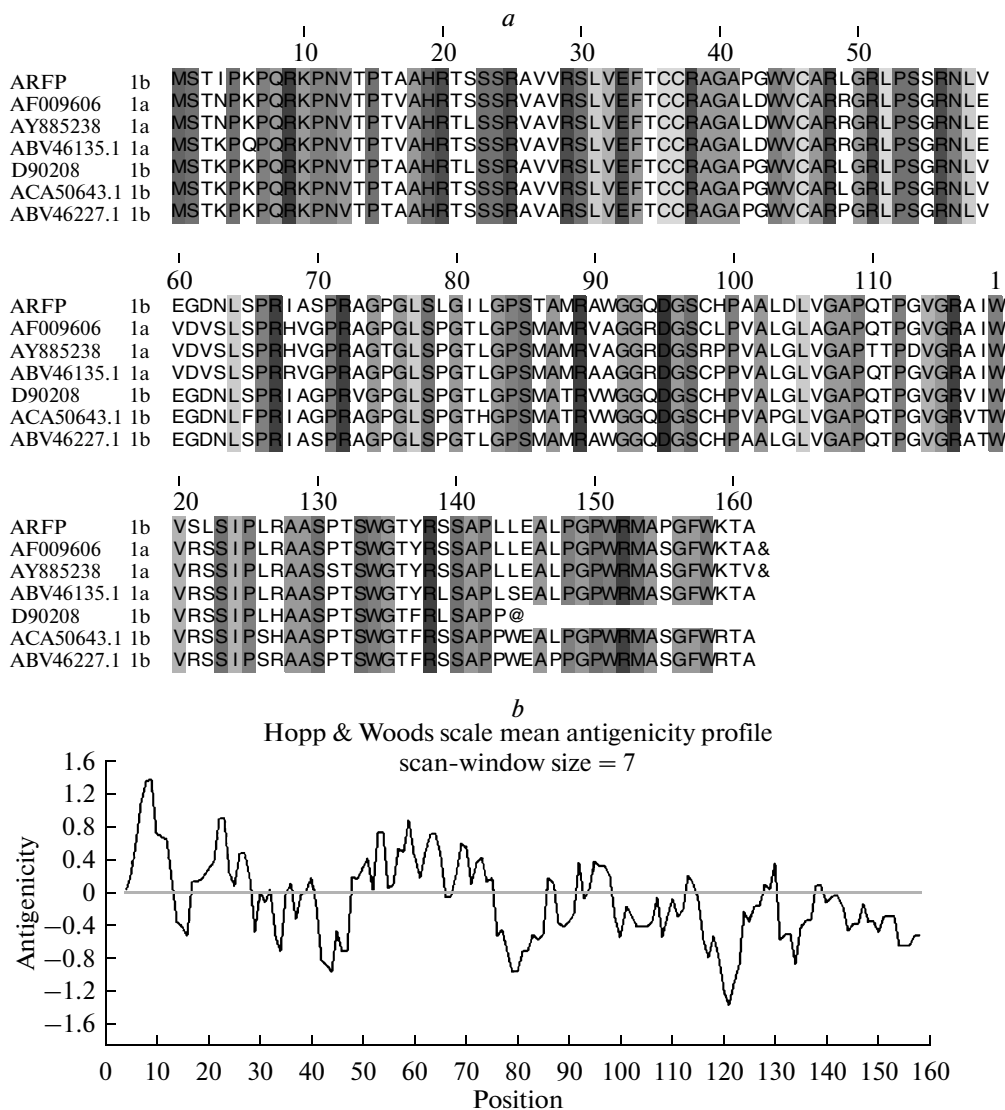 a
10 20 30 40 50
ARFP 1b MSTIPKPQRKPNVTPTAAHRTSSSRAVVRSLVEFTCCRAGAPGWVCARLGRLPSSRNLV
AF009606 1a MSTNPKPQRKPNVTPTVAHRTSSSRVAVRSLVEFTCCRAGALDWVCARRGRLPSGRNLE
AY885238 1a MSTNPKPQRKPNVTPTVAHRTLSSRVAVRSLVEFTCCRAGALDWVCARRGRLPSGRNLE
ABV46135.1 1a MSTKPQPQRKPNVTPTVAHRTSSSRVAVRSLVEFTCCRAGALDWVCARRGRLPSGRNLE
D90208 1b MSTKPKPQRKPNVTPTAAHRTLSSRAVVRSLVEFTCCRAGAPGWVCARLGRLPSGRNLV
ACA50643.1 1b MSTKPKPQRKPNVTPTAAHRTSSSRAVVRSLVEFTCCRAGAPGWVCARLGRLPSGRNLV
ABV46227.1 1b MSTKPKPQRKPNVTPTAAHRTSSSRAVARSLVEFTCCRAGAPGWVCARPGRLPSGRNLV
60 70 80 90 100 110 1
ARFP 1b EGDNLSPRIASPRAGPGLSLGILGPSTAMRAWGGQDGSCHPAALDLVGAPQTPGVGRAIW
AF009606 1a VDVSLSPRHVGPRAGPGLSPGTLGPSMAMRVAGGRDGSCLPVALGLVGAPQTPGVGRAIW
AY885238 1a VDVSLSPRHVGPRAGTGLSPGTLGPSMAMRVAGGRDGSRPPVALGLVGAPTTPDVGRAIW
ABV46135.1 1a VDVSLSPRRVGPRAGPGLSPGTLGPSMAMRAAGGRDGSCPPVALGLVGAPQTPGVGRAIW
D90208 1b EGDNLSPRIAGPRVGPGLSPGTLGPSMATRVWGGQDGSCHPVALGLVGAPQTPGVGRVIW
ACA50643.1 1b EGDNLFPRIAGPRAGPGLSPGTHGPSMATRVWGGQDGSCHPVAPGLVGAPQTPGVGRVTW
ABV46227.1 1b EGDNLSPRIASPRAGPGLSPGTLGPSMAMRAWGGQDGSCHPAALGLVGAPQTPGVGRATW
20 130 140 150 160
ARFP 1b VSLSIPLRAASPTSWGTYRSSAPLLEALPGPWRMAPGFWKTA
AF009606 1a VRSSIPLRAASPTSWGTYRSSAPLLEALPGPWRMASGFWKTA&
AY885238 1a VRSSIPLRAASPTSWGTYRSSAPLLEALPGPWRMASGFWKTV&
ABV46135.1 1a VRSSIPLRAASPTSWGTYRLSAPLSEALPGPWRMASGFWKTA
D90208 1b VRSSIPLHAASPTSWGTFRLSAPP@
ACA50643.1 1b VRSSIPSHAASPTSWGTFRSSAPPWEALPGPWRMASGFWRTA
ABV46227.1 1b VRSSIPSRAASPTSWGTFRSSAPPWEAPPGPWRMASGFWRTA
b
Hopp & Woods scale mean antigenicity profile
scan-window size = 7
1.6
1.2
0.8
0.4
0
−0.4
−0.8
−1.2
−1.6
Antigenicity
0 10 20 30 40 50 60 70 80 90 100 110 120 130 140 150 160
Position